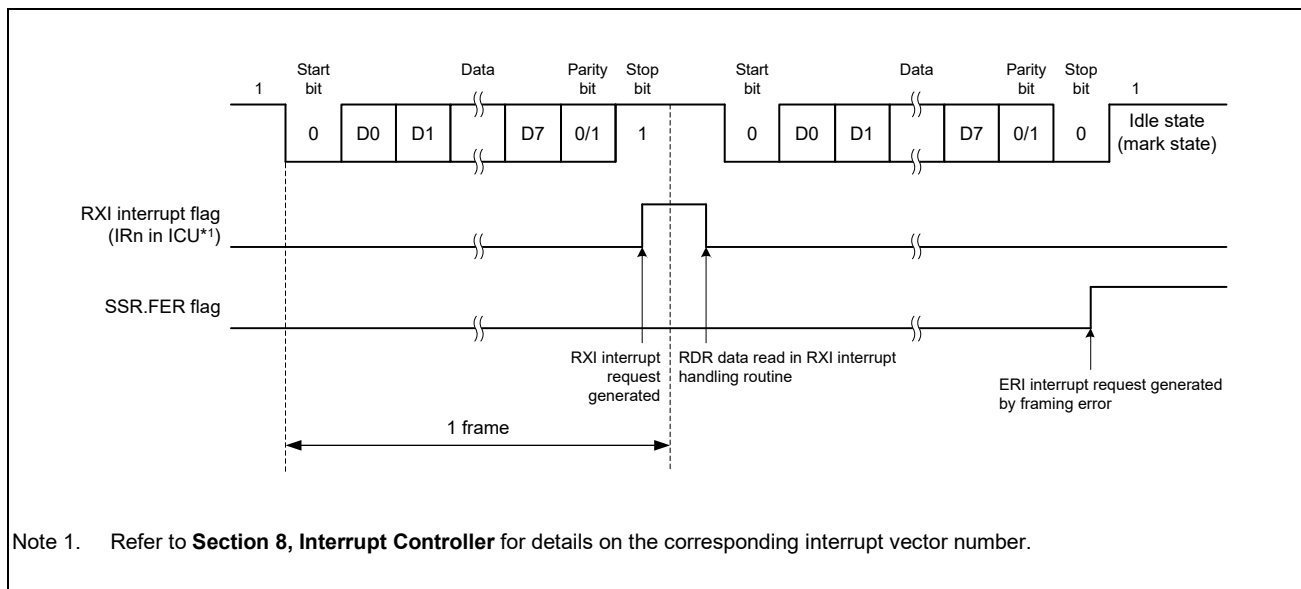 Start bit
Data
Parity bit
Stop bit
Start bit
Data
Parity bit
Stop bit
1
1
0
D0
D1
D7
0/1
1
0
D0
D1
D7
0/1
0
Idle state
(mark state)
RXI interrupt flag
(IRn in ICU*1)
SSR.FER flag
RXI interrupt
request
generated
RDR data read in RXI interrupt
handling routine
ERI interrupt request generated
by framing error
1 frame
Note 1. Refer to Section 8, Interrupt Controller for details on the corresponding interrupt vector number.